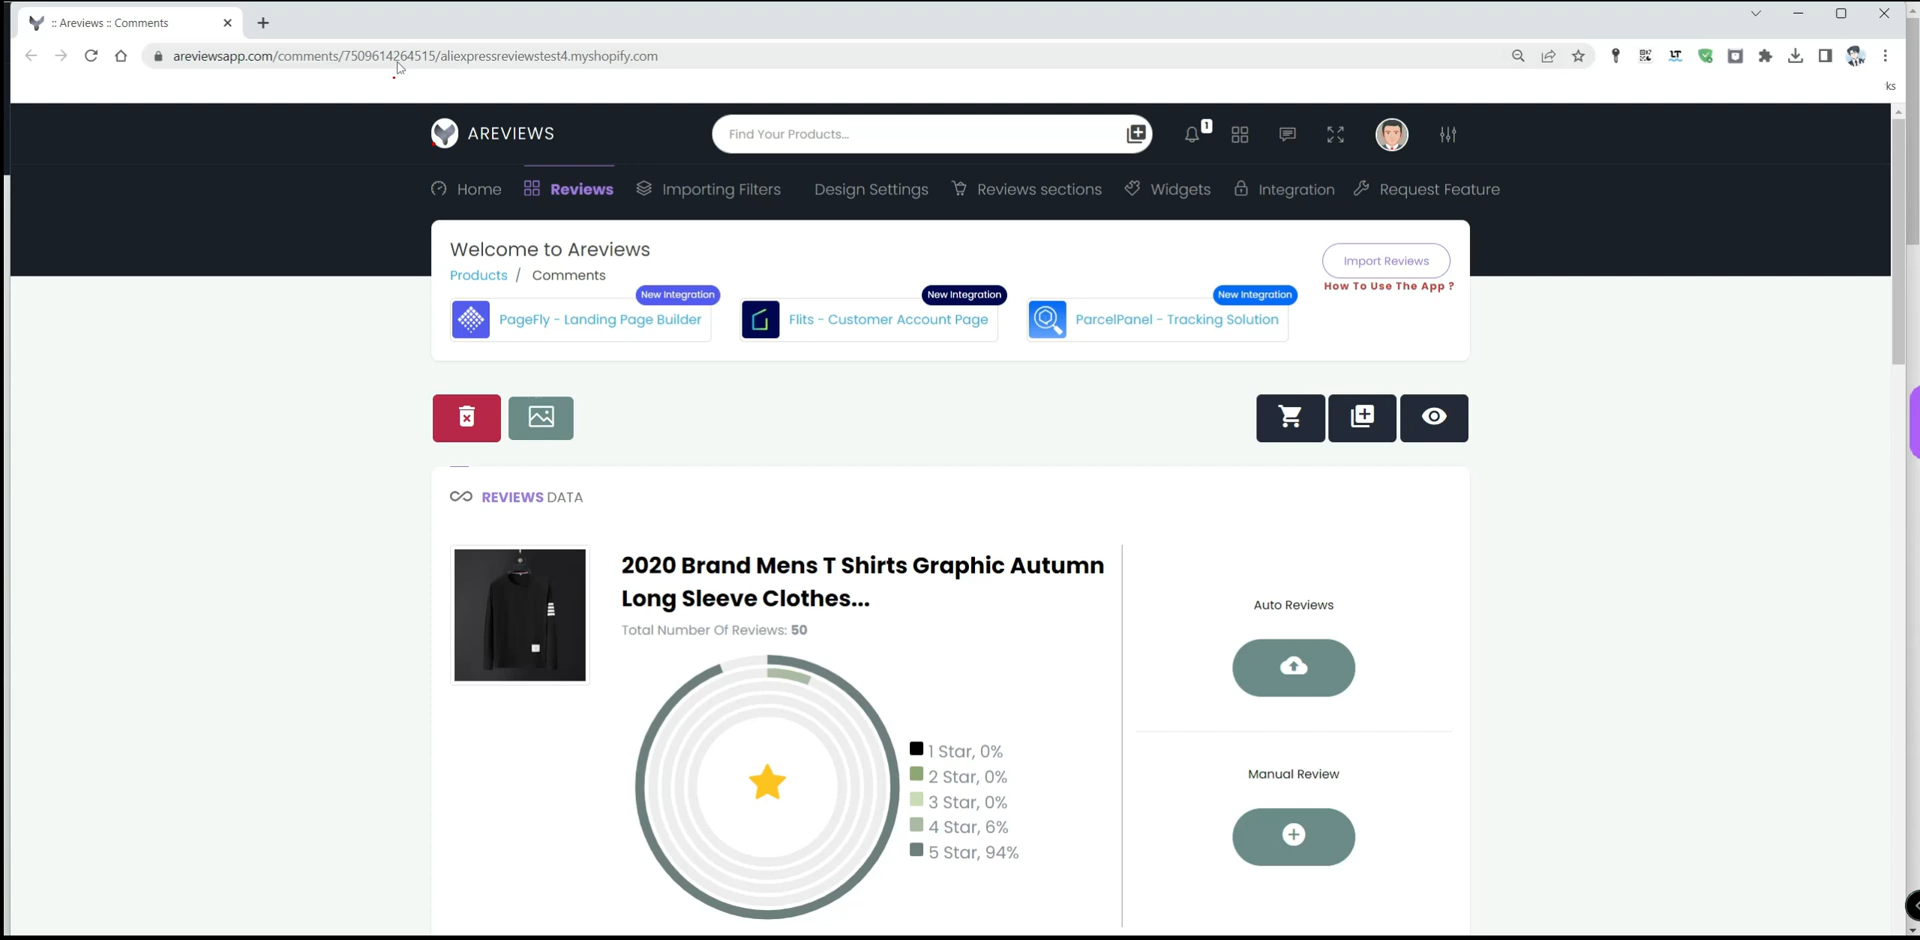 :: Areviews :: Comments
areviewsapp.com/comments/7509614264515/aliexpressreviewstest4.myshopify.com
ks
AREVIEWS
Find Your Products...
1
Home
Reviews
Importing Filters
Design Settings
Reviews sections
Widgets
Integration
Request Feature
Welcome to Areviews
Products / Comments
Import Reviews
How To Use The App ?
New Integration
PageFly - Landing Page Builder
New Integration
Flits - Customer Account Page
New Integration
ParcelPanel - Tracking Solution
REVIEWS DATA
2020 Brand Mens T Shirts Graphic Autumn
Long Sleeve Clothes...
Total Number Of Reviews: 50
1 Star, 0%
2 Star, 0%
3 Star, 0%
4 Star, 6%
5 Star, 94%
Auto Reviews
Manual Review